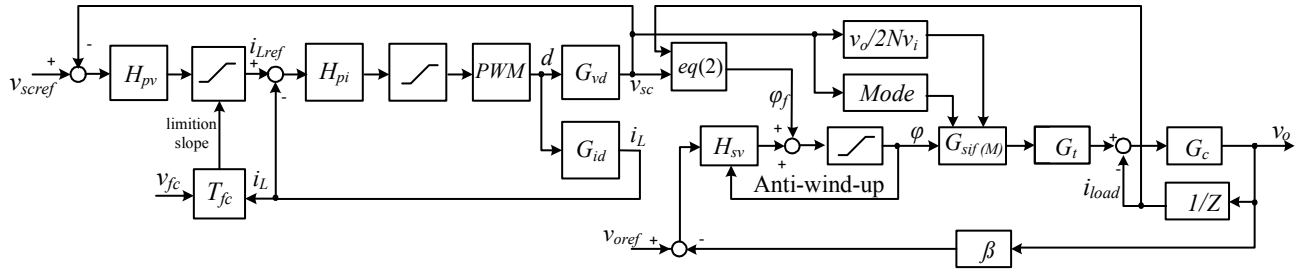 v_scref
+
-
H_pv
i_Lref
+
-
H_pi
PWM
d
G_vd
v_sc
eq(2)
v_o/2Nv_i
Mode
φ_f
limition
slope
G_id
i_L
v_fc
T_fc
i_L
H_sv
+
+
φ
G_sif (M)
G_t
+
-
G_c
v_o
Anti-wind-up
i_load
1/Z
v_oref
+
-
β